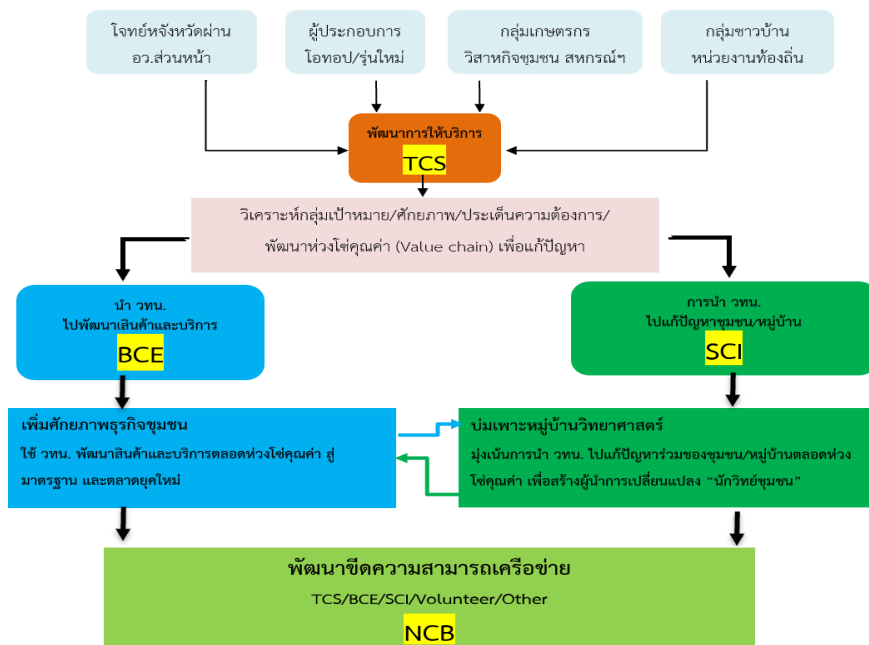 โจทย์หจังหวัดผ่าน
อว.ส่วนหน้า
ผู้ประกอบการ
โอทอป/รุ่นใหม่
กลุ่มเกษตรกร
วิสาหกิจชุมชน สหกรณ์ฯ
กลุ่มชาวบ้าน
หน่วยงานท้องถิ่น
พัฒนาการให้บริการ
TCS
วิเคราะห์กลุ่มเป้าหมาย/ศักยภาพ/ประเด็นความต้องการ/
พัฒนาห่วงโซ่คุณค่า (Value chain) เพื่อแก้ปัญหา
นำ วทน.
ไปพัฒนาเสินค้าและบริการ
BCE
การนำ วทน.
ไปแก้ปัญหาชุมชน/หมู่บ้าน
SCI
เพิ่มศักยภาพธุรกิจชุมชน
ใช้ วทน. พัฒนาสินค้าและบริการตลอดห่วงโซ่คุณค่า สู่
มาตรฐาน และตลาดยุคใหม่
บ่มเพาะหมู่บ้านวิทยาศาสตร์
มุ่งเน้นการนำ วทน. ไปแก้ปัญหาร่วมของชุมชน/หมู่บ้านตลอดห่วง
โซ่คุณค่า เพื่อสร้างผู้นำการเปลี่ยนแปลง “นักวิทย์ชุมชน”
พัฒนาขีดความสามารถเครือข่าย
TCS/BCE/SCI/Volunteer/Other
NCB